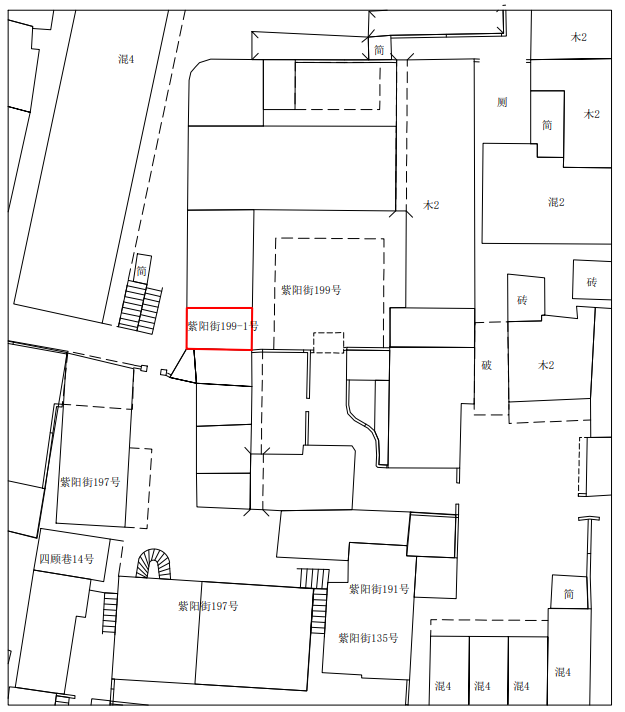 木2
简
混4
厕
木2
简
木2
混2
简
紫阳街199号
砖
砖
紫阳街199-1号
破
木2
紫阳街197号
四顾巷14号
紫阳街191号
简
紫阳街197号
紫阳街135号
混4
混4
混4
混4